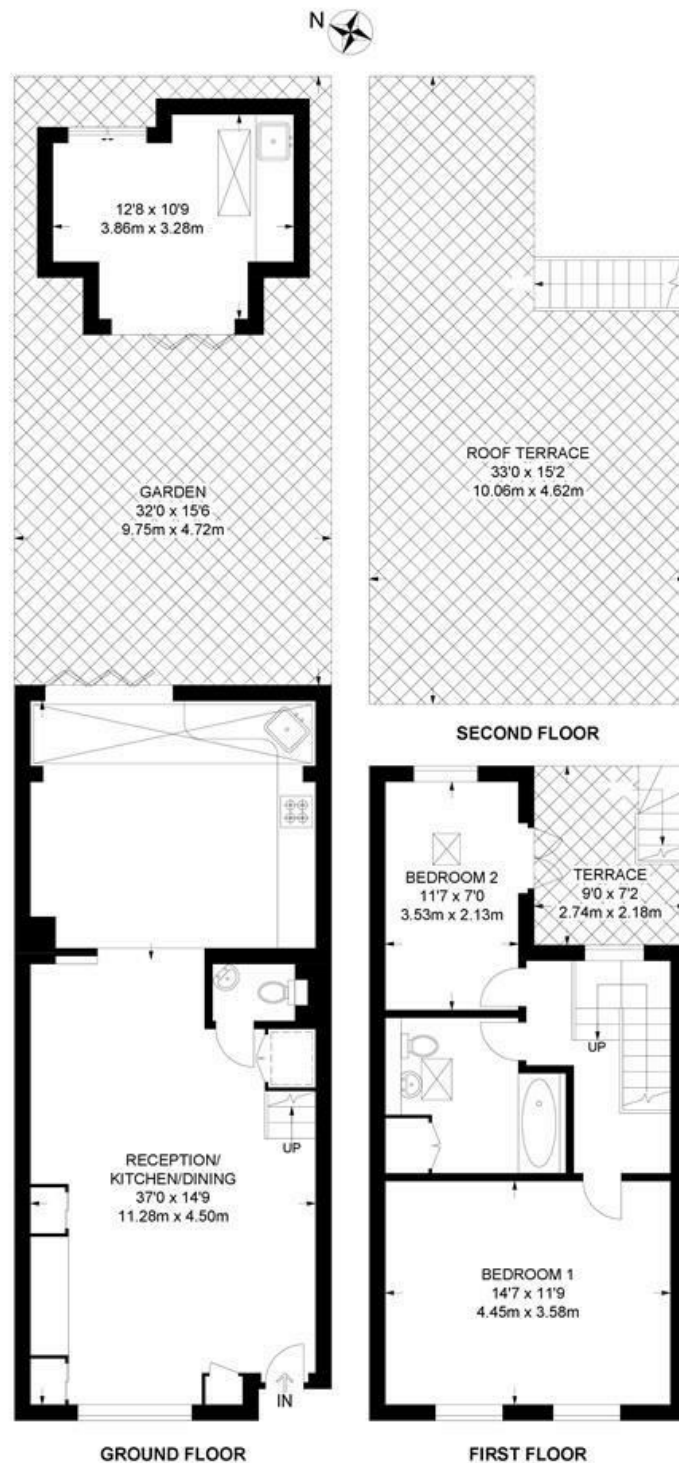 N
12'8 x 10'9
3.86m x 3.28m
GARDEN
32'0 x 15'6
9.75m x 4.72m
RECEPTION/
KITCHEN/DINING
37'0 x 14'9
11.28m x 4.50m
UP
IN
GROUND FLOOR
ROOF TERRACE
33'0 x 15'2
10.06m x 4.62m
SECOND FLOOR
BEDROOM 2
11'7 x 7'0
3.53m x 2.13m
TERRACE
9'0 x 7'2
2.74m x 2.18m
UP
BEDROOM 1
14'7 x 11'9
4.45m x 3.58m
FIRST FLOOR